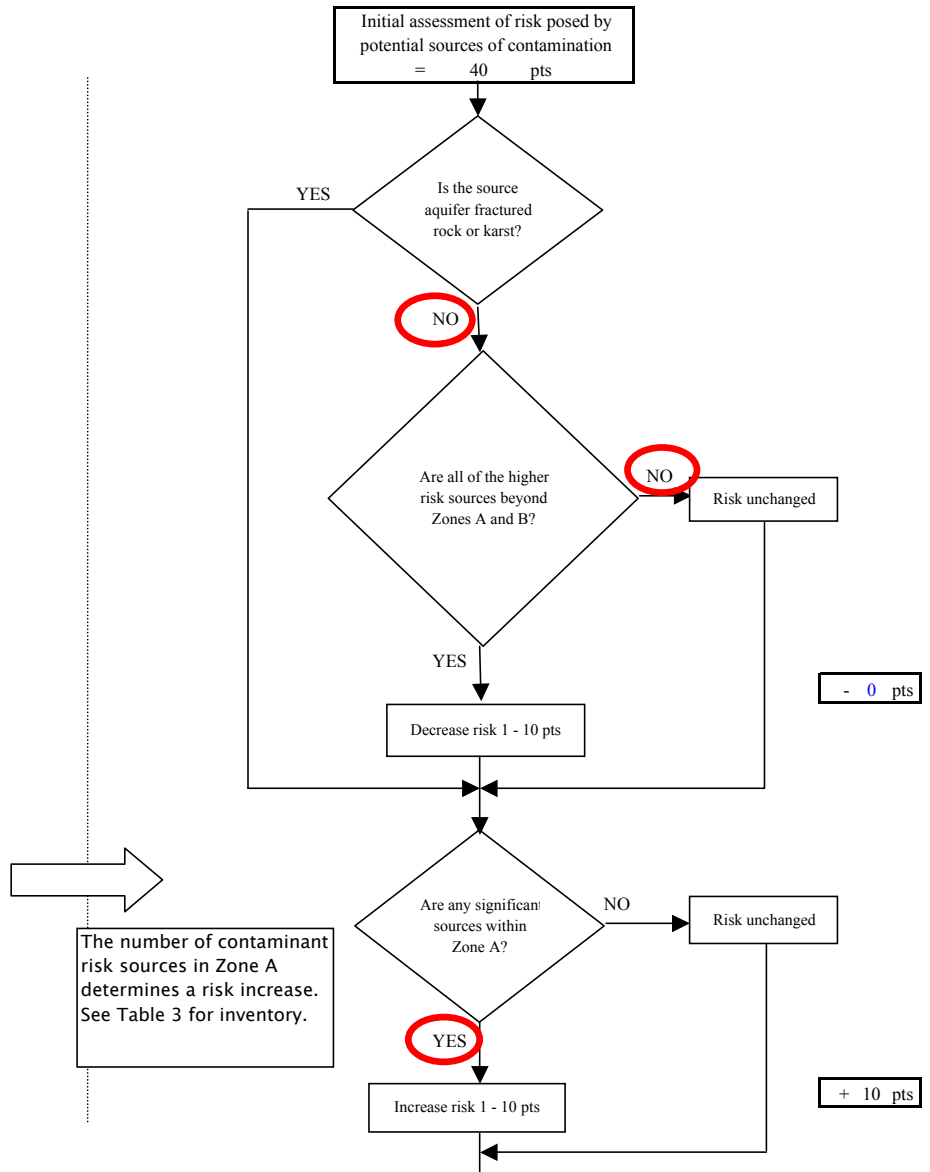 Initial assessment of risk posed by
potential sources of contamination
= 40 pts
YES
Is the source
aquifer fractured
rock or karst?
NO
Are all of the higher
risk sources beyond
Zones A and B?
NO
Risk unchanged
YES
- 0 pts
Decrease risk 1 - 10 pts
Are any significant
sources within
Zone A?
NO
Risk unchanged
The number of contaminant
risk sources in Zone A
determines a risk increase.
See Table 3 for inventory.
YES
+ 10 pts
Increase risk 1 - 10 pts